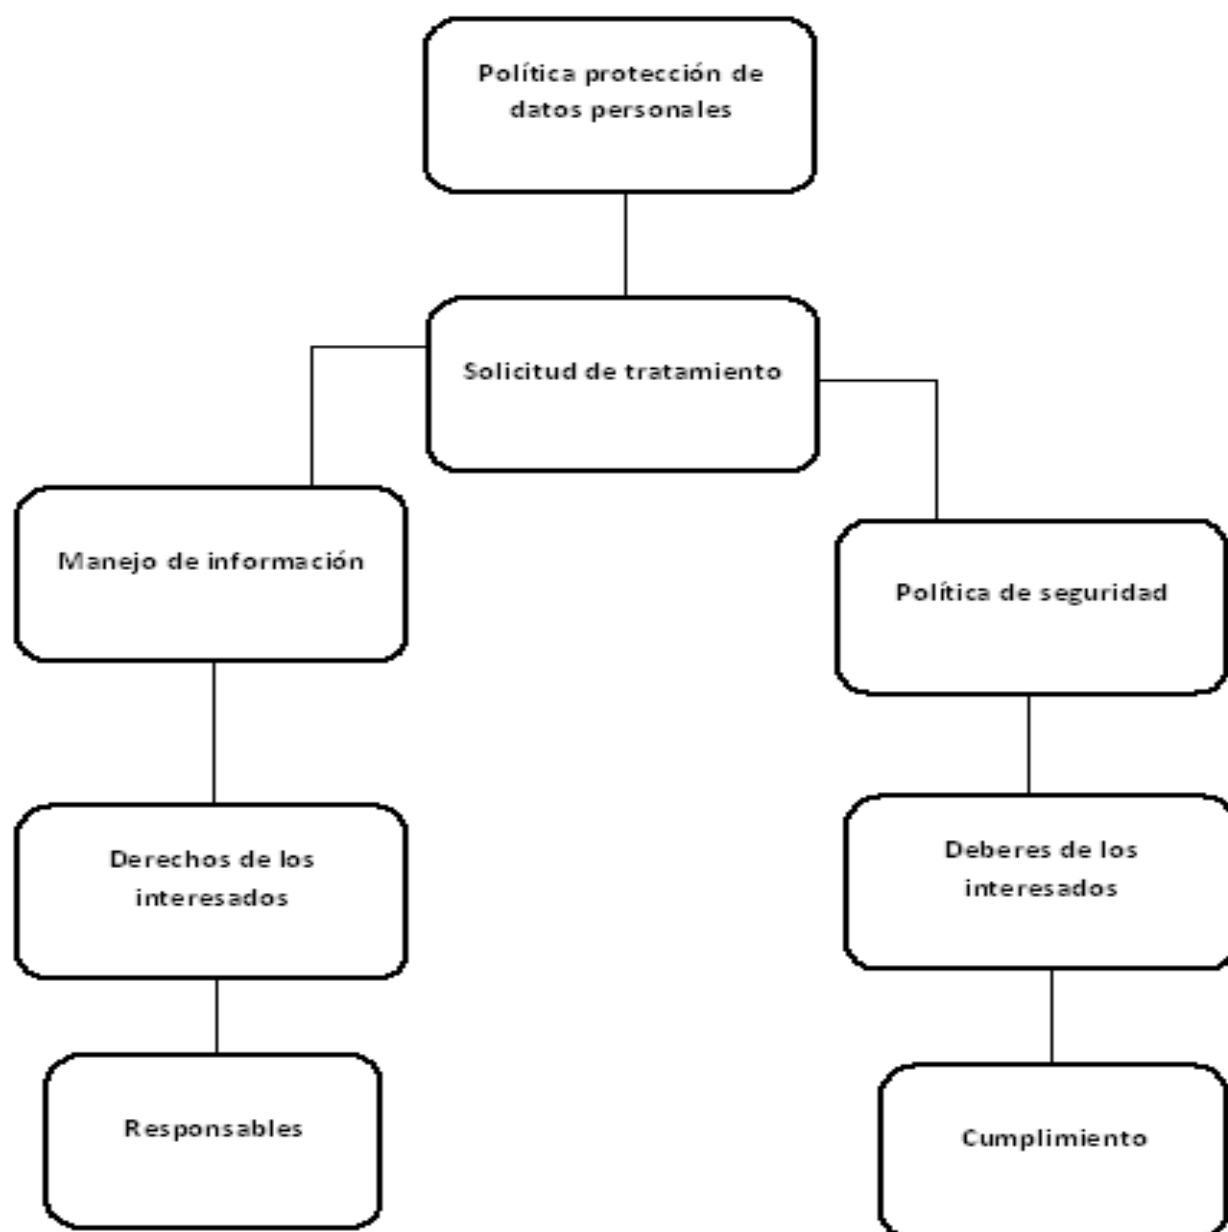 Política protección de
datos personales
Solicitud de tratamiento
Manejo de información
Política de seguridad
Derechos de los
interesados
Deberes de los
interesados
Responsables
Cumplimiento